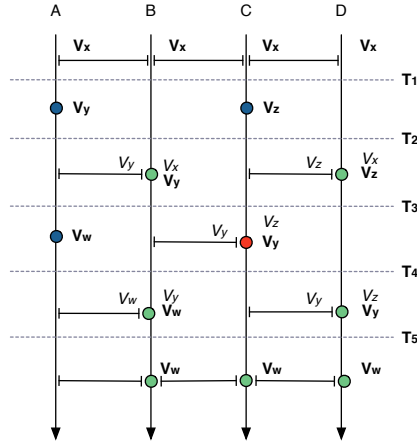 A B C D
Vx Vx Vx Vx
T1
Vy Vz
T2
Vy Vx Vz Vx
Vy Vz
T3
Vw Vy Vz
Vy
T4
Vw Vy Vy Vz
Vw Vy
T5
Vw Vw Vw